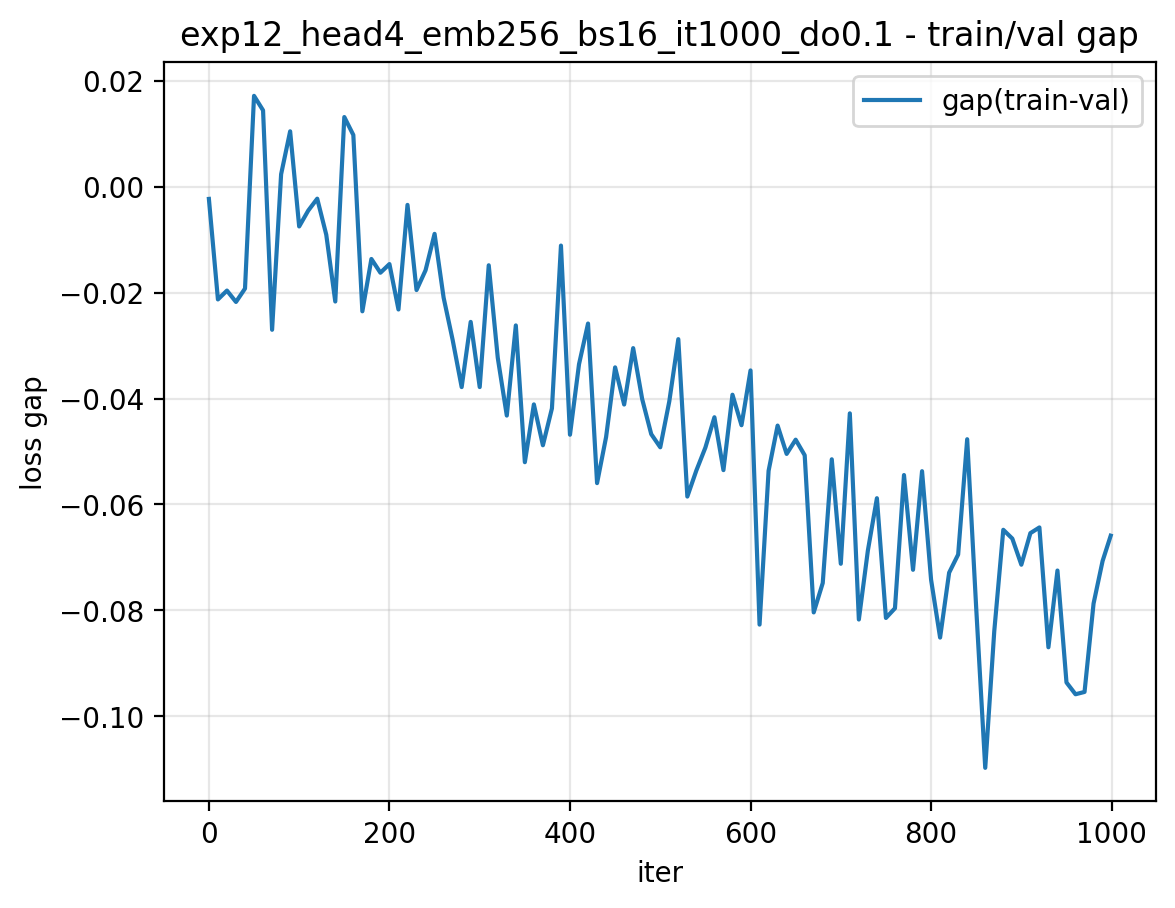 exp12_head4_emb256_bs16_it1000_do0.1 - train/val gap
gap(train-val)
0.02
0.00
−0.02
−0.04
−0.06
−0.08
−0.10
loss gap
0 200 400 600 800 1000
iter